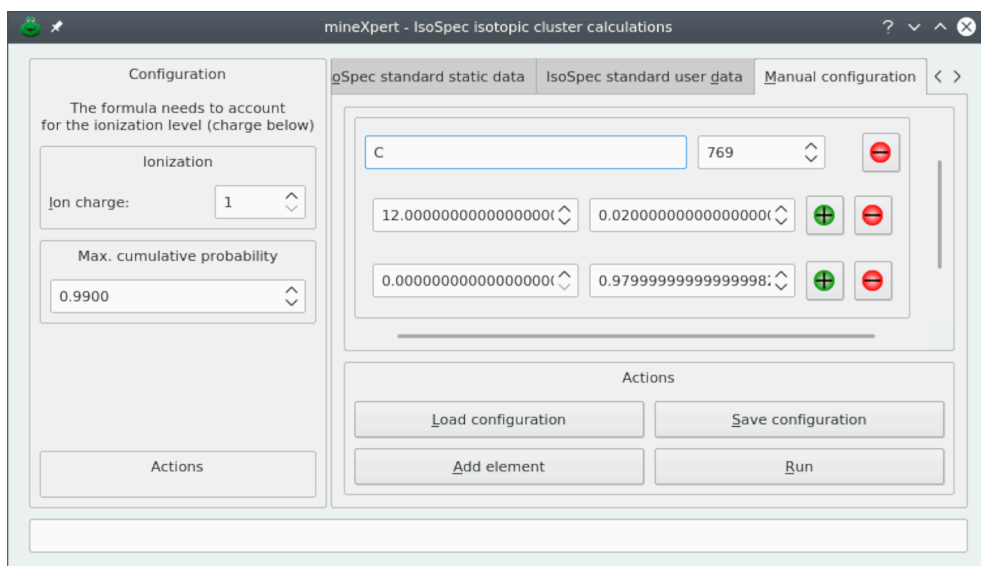 mineXpert - IsoSpec isotopic cluster calculations
Configuration
The formula needs to account
for the ionization level (charge below)
Ionization
Ion charge:
1
Max. cumulative probability
0.9900
Actions
oSpec standard static data
IsoSpec standard user data
Manual configuration
C
769
12.0000000000000000
0.02000000000000000
0.0000000000000000
0.9799999999999998
Actions
Load configuration
Save configuration
Add element
Run